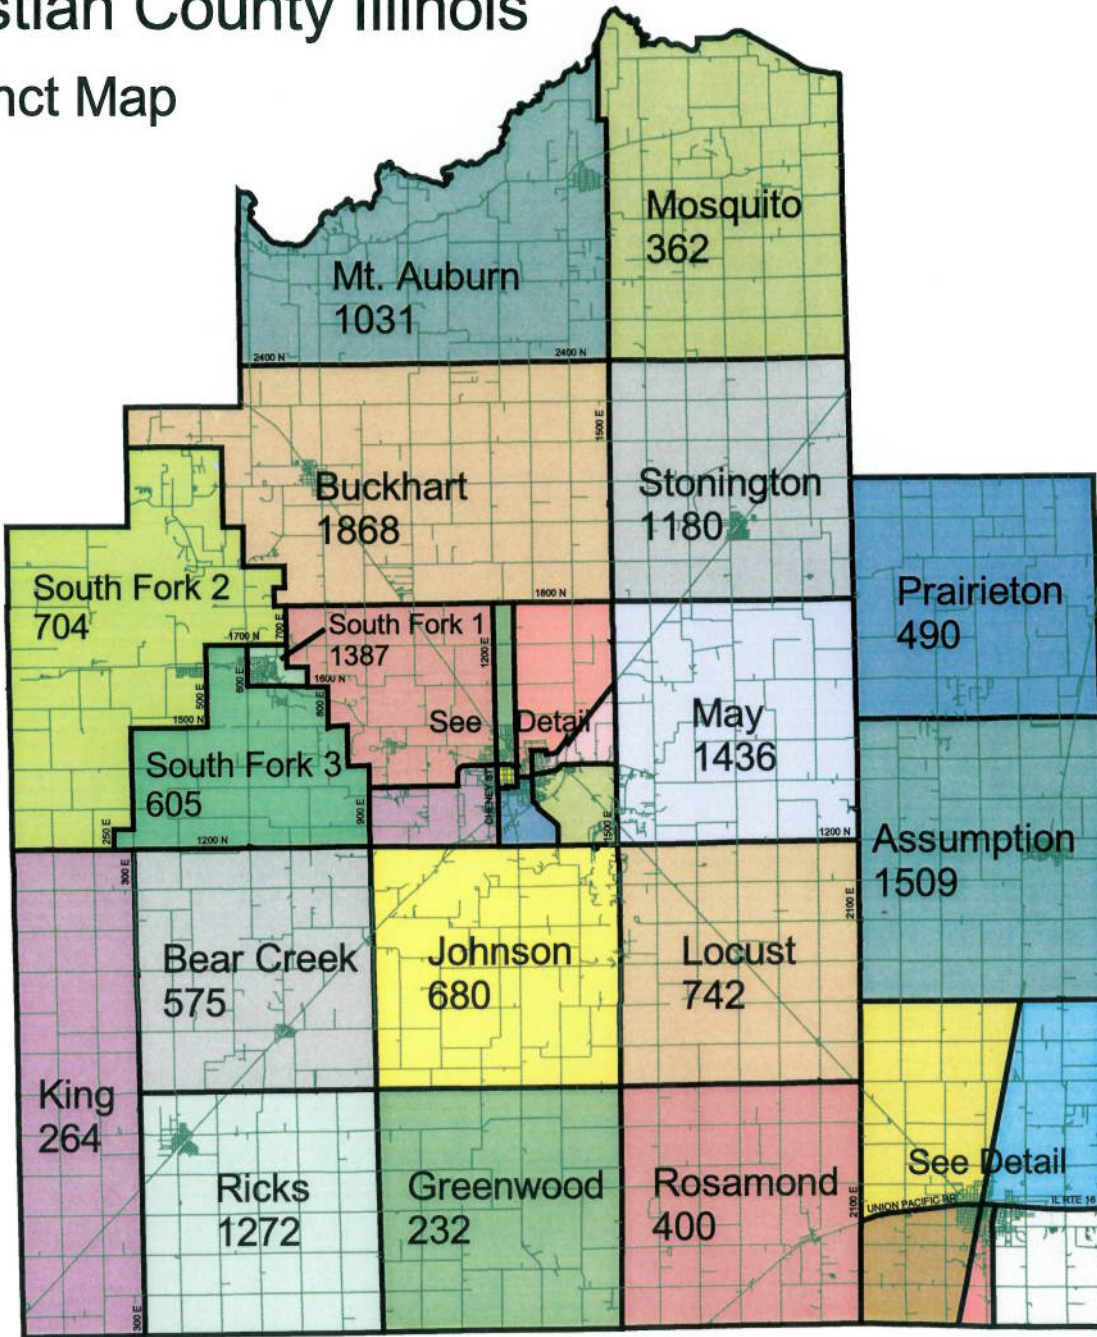 stian County Illinois
nct Map
Mosquito
362
Mt. Auburn
1031
2400 N
2400 N
1500 E
Buckhart
1868
Stonington
1180
South Fork 2
704
1800 N
Prairieton
490
700 E
South Fork 1
1387
1700 N
1200 E
600 E
1600 N
500 E
800 E
1500 N
See Detail
May
1436
South Fork 3
605
CHENEY ST
900 E
1500 E
250 E
1200 N
1200 N
Assumption
1509
300 E
2100 E
Bear Creek
575
Johnson
680
Locust
742
King
264
See Detail
Ricks
1272
Greenwood
232
Rosamond
400
2100 E
UNION PACIFIC RR
IL RTE 16
300 E